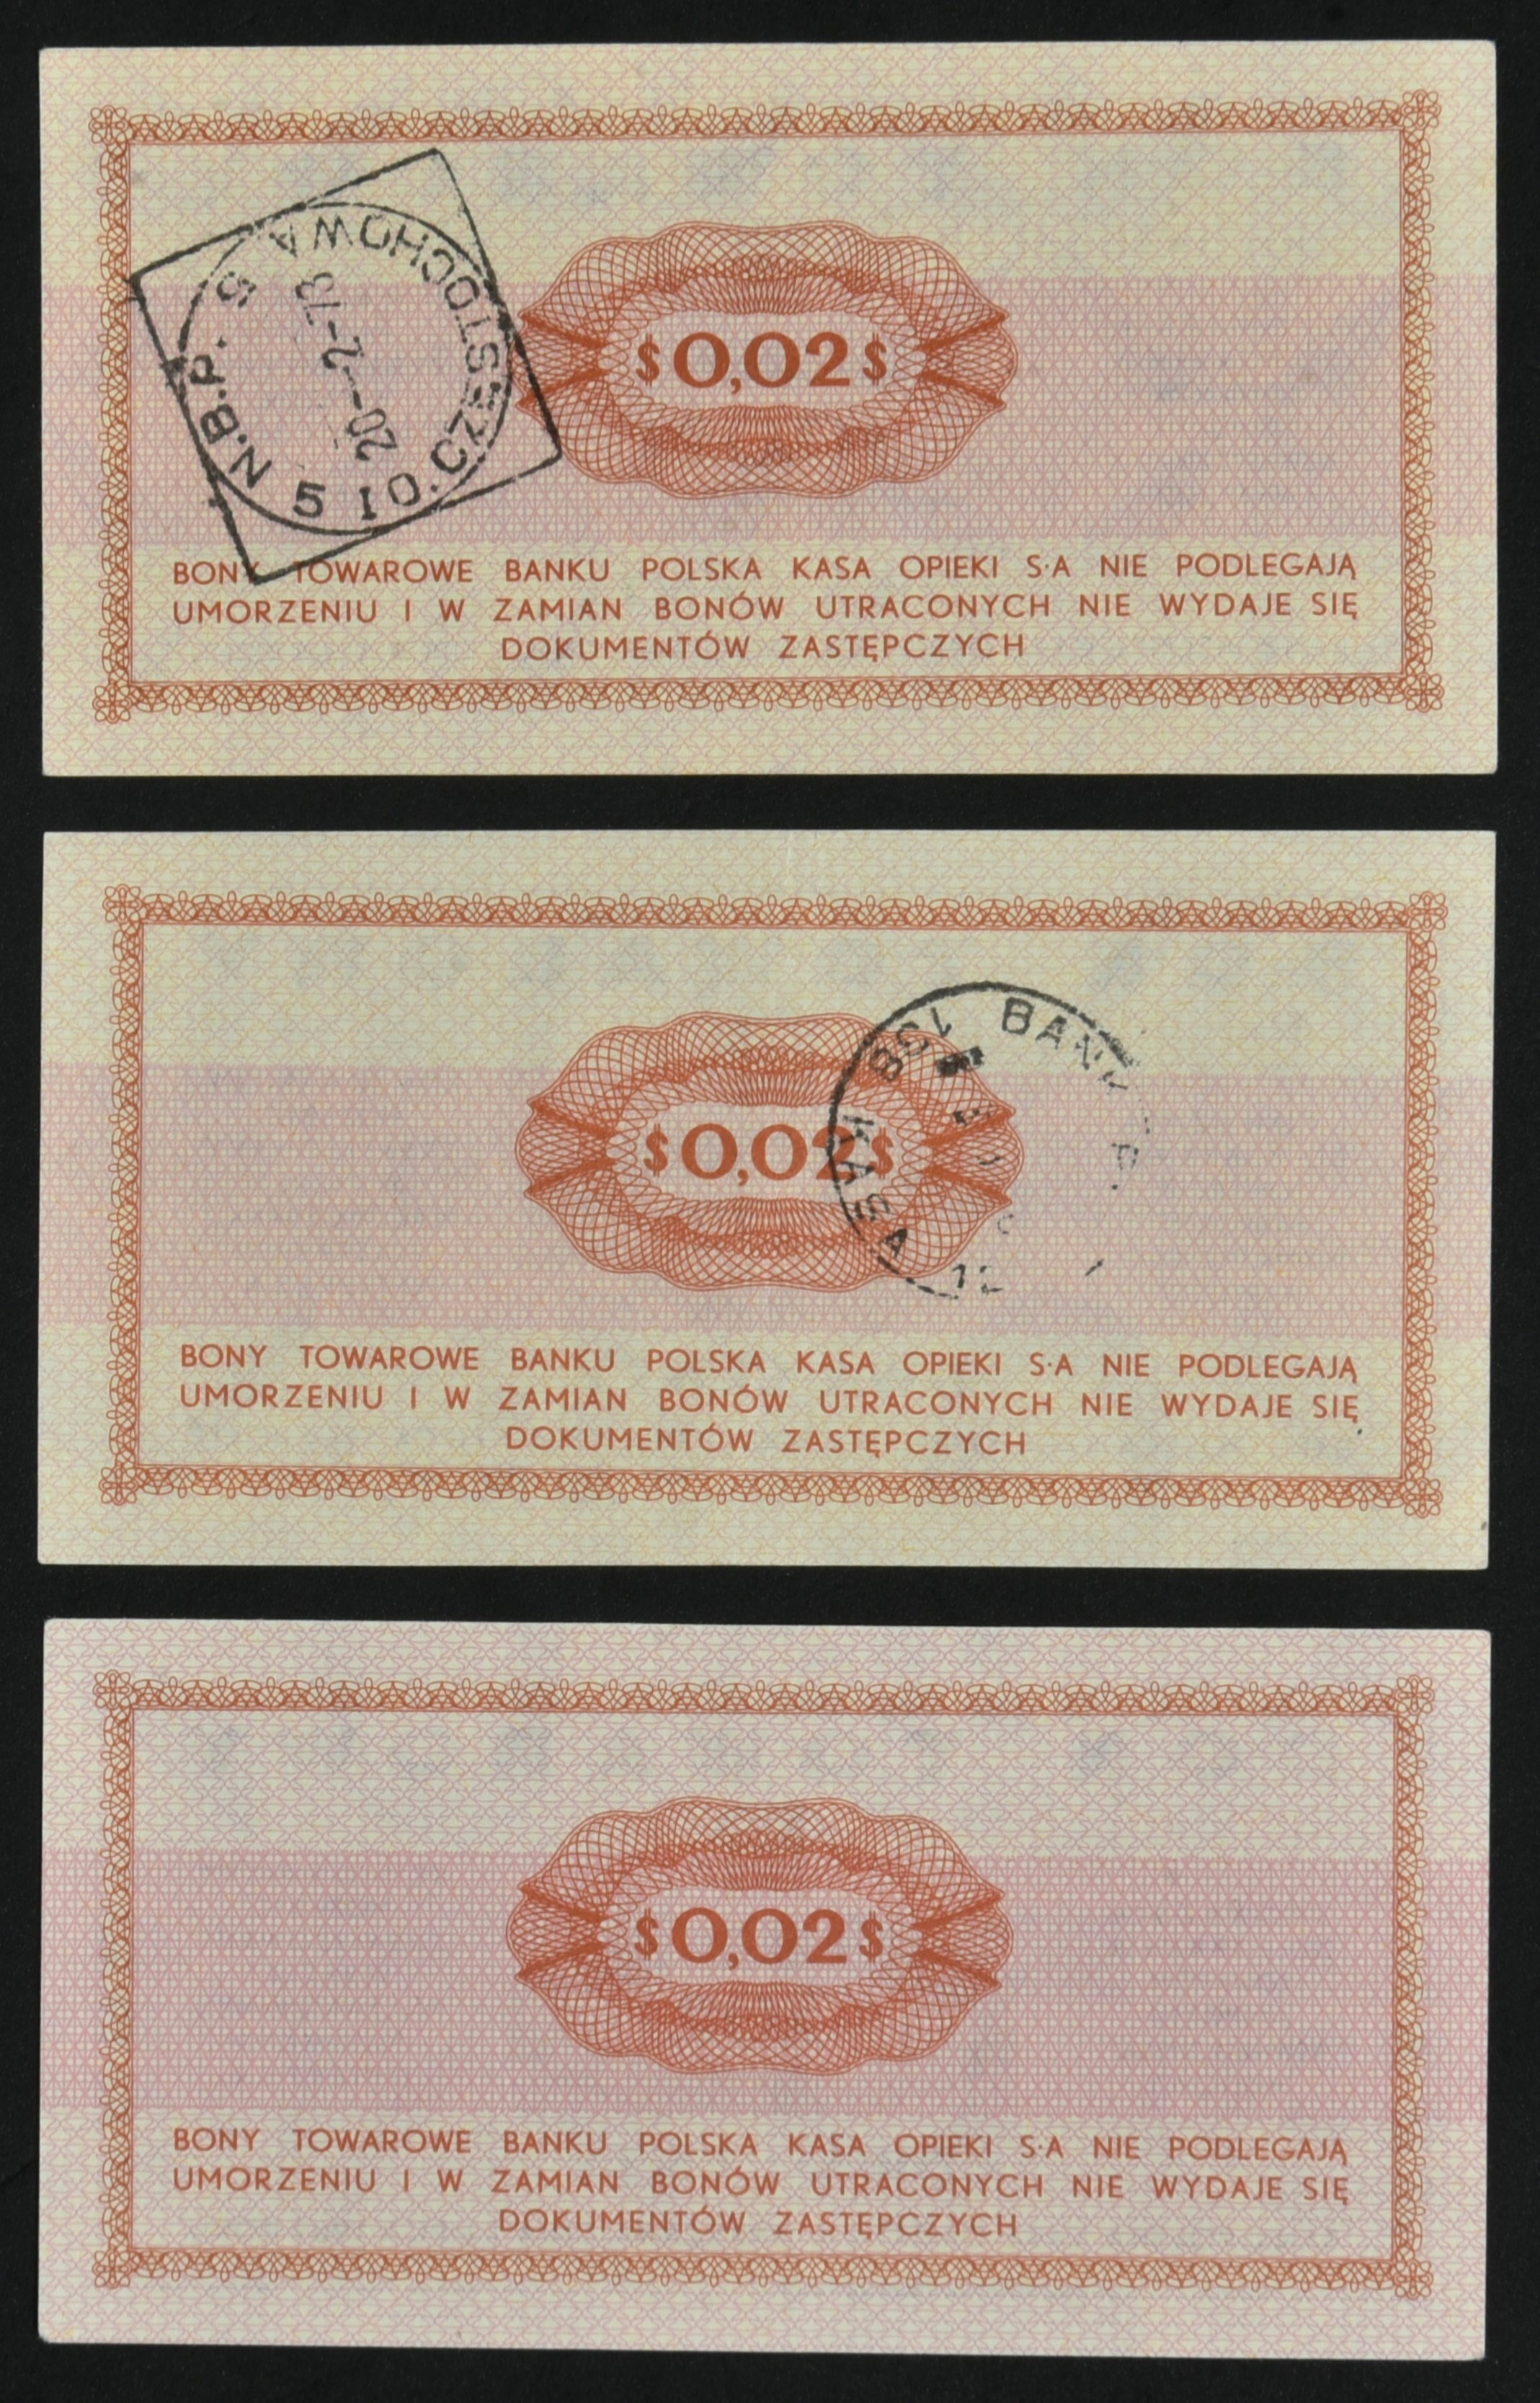 N.B.P. 5 IO.CZESTOCHOWA 5
20-2-73
$0,02$
BONY TOWAROWE BANKU POLSKA KASA OPIEKI S·A NIE PODLEGAJĄ
UMORZENIU I W ZAMIAN BONÓW UTRACONYCH NIE WYDAJE SIĘ
DOKUMENTÓW ZASTĘPCZYCH
KASA
$0,02$
BONY TOWAROWE BANKU POLSKA KASA OPIEKI S·A NIE PODLEGAJĄ
UMORZENIU I W ZAMIAN BONÓW UTRACONYCH NIE WYDAJE SIĘ
DOKUMENTÓW ZASTĘPCZYCH
$0,02$
BONY TOWAROWE BANKU POLSKA KASA OPIEKI S·A NIE PODLEGAJĄ
UMORZENIU I W ZAMIAN BONÓW UTRACONYCH NIE WYDAJE SIĘ
DOKUMENTÓW ZASTĘPCZYCH